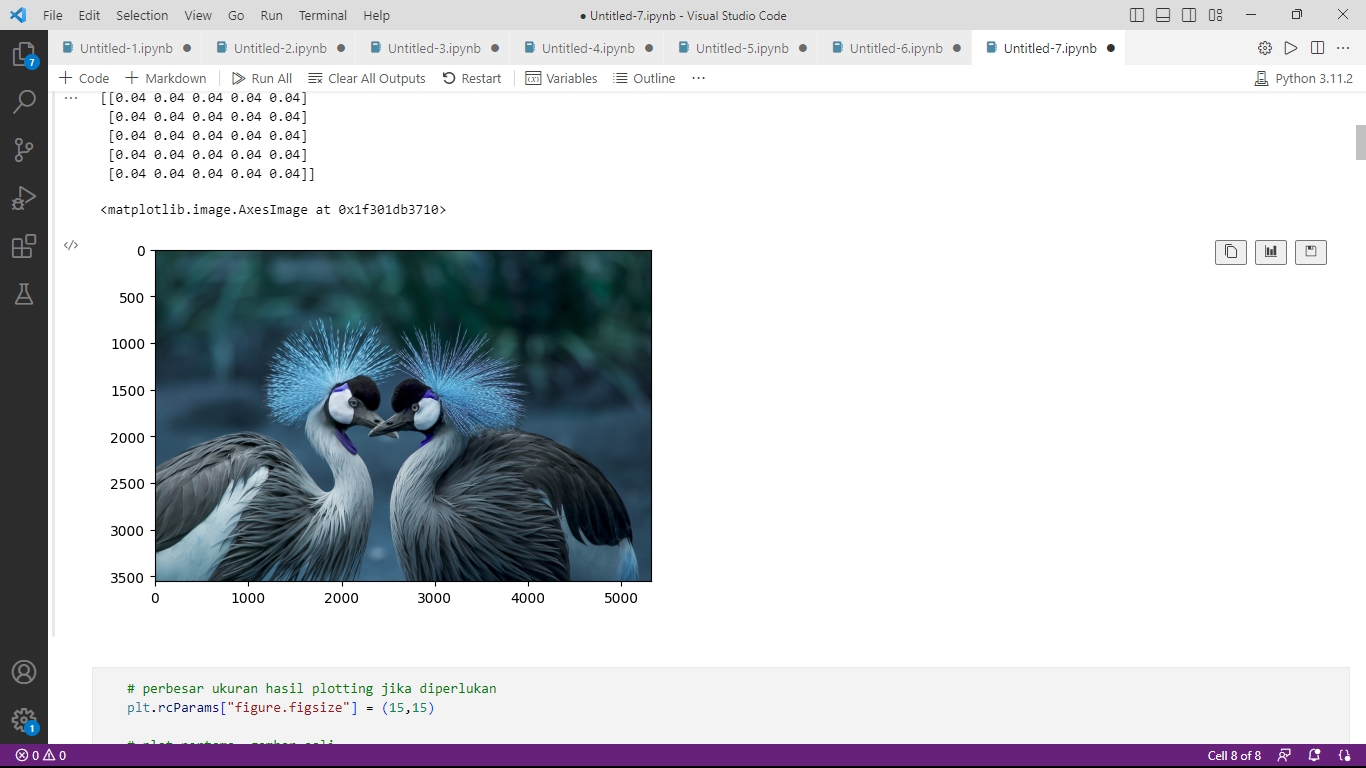 File Edit Selection View Go Run Terminal Help
● Untitled-7.ipynb - Visual Studio Code
Untitled-1.ipynb ● Untitled-2.ipynb ● Untitled-3.ipynb ● Untitled-4.ipynb ● Untitled-5.ipynb ● Untitled-6.ipynb ● Untitled-7.ipynb ●
+ Code + Markdown Run All Clear All Outputs Restart Variables Outline ... Python 3.11.2
[[0.04 0.04 0.04 0.04 0.04]
[0.04 0.04 0.04 0.04 0.04]
[0.04 0.04 0.04 0.04 0.04]
[0.04 0.04 0.04 0.04 0.04]
[0.04 0.04 0.04 0.04 0.04]]
<matplotlib.image.AxesImage at 0x1f301db3710>
0
500
1000
1500
2000
2500
3000
3500
0 1000 2000 3000 4000 5000
# perbesar ukuran hasil plotting jika diperlukan
plt.rcParams["figure.figsize"] = (15,15)
7
1
0 0
Cell 8 of 8